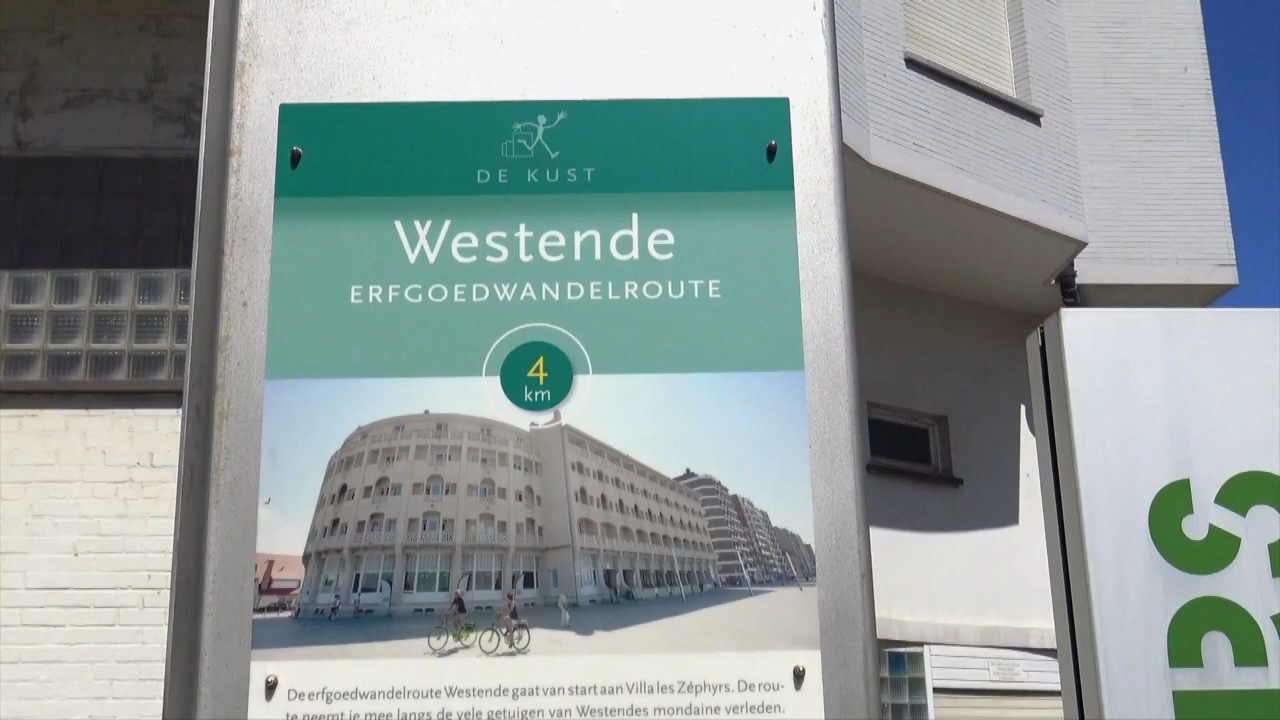 DE KUST
Westende
ERFGOEDWANDELROUTE
4
km
De erfgoedwandelroute Westende gaat van start aan Villa les Zéphyrs. De rou-
te neemt je mee langs de vele getuigen van Westendes mondaine verleden.